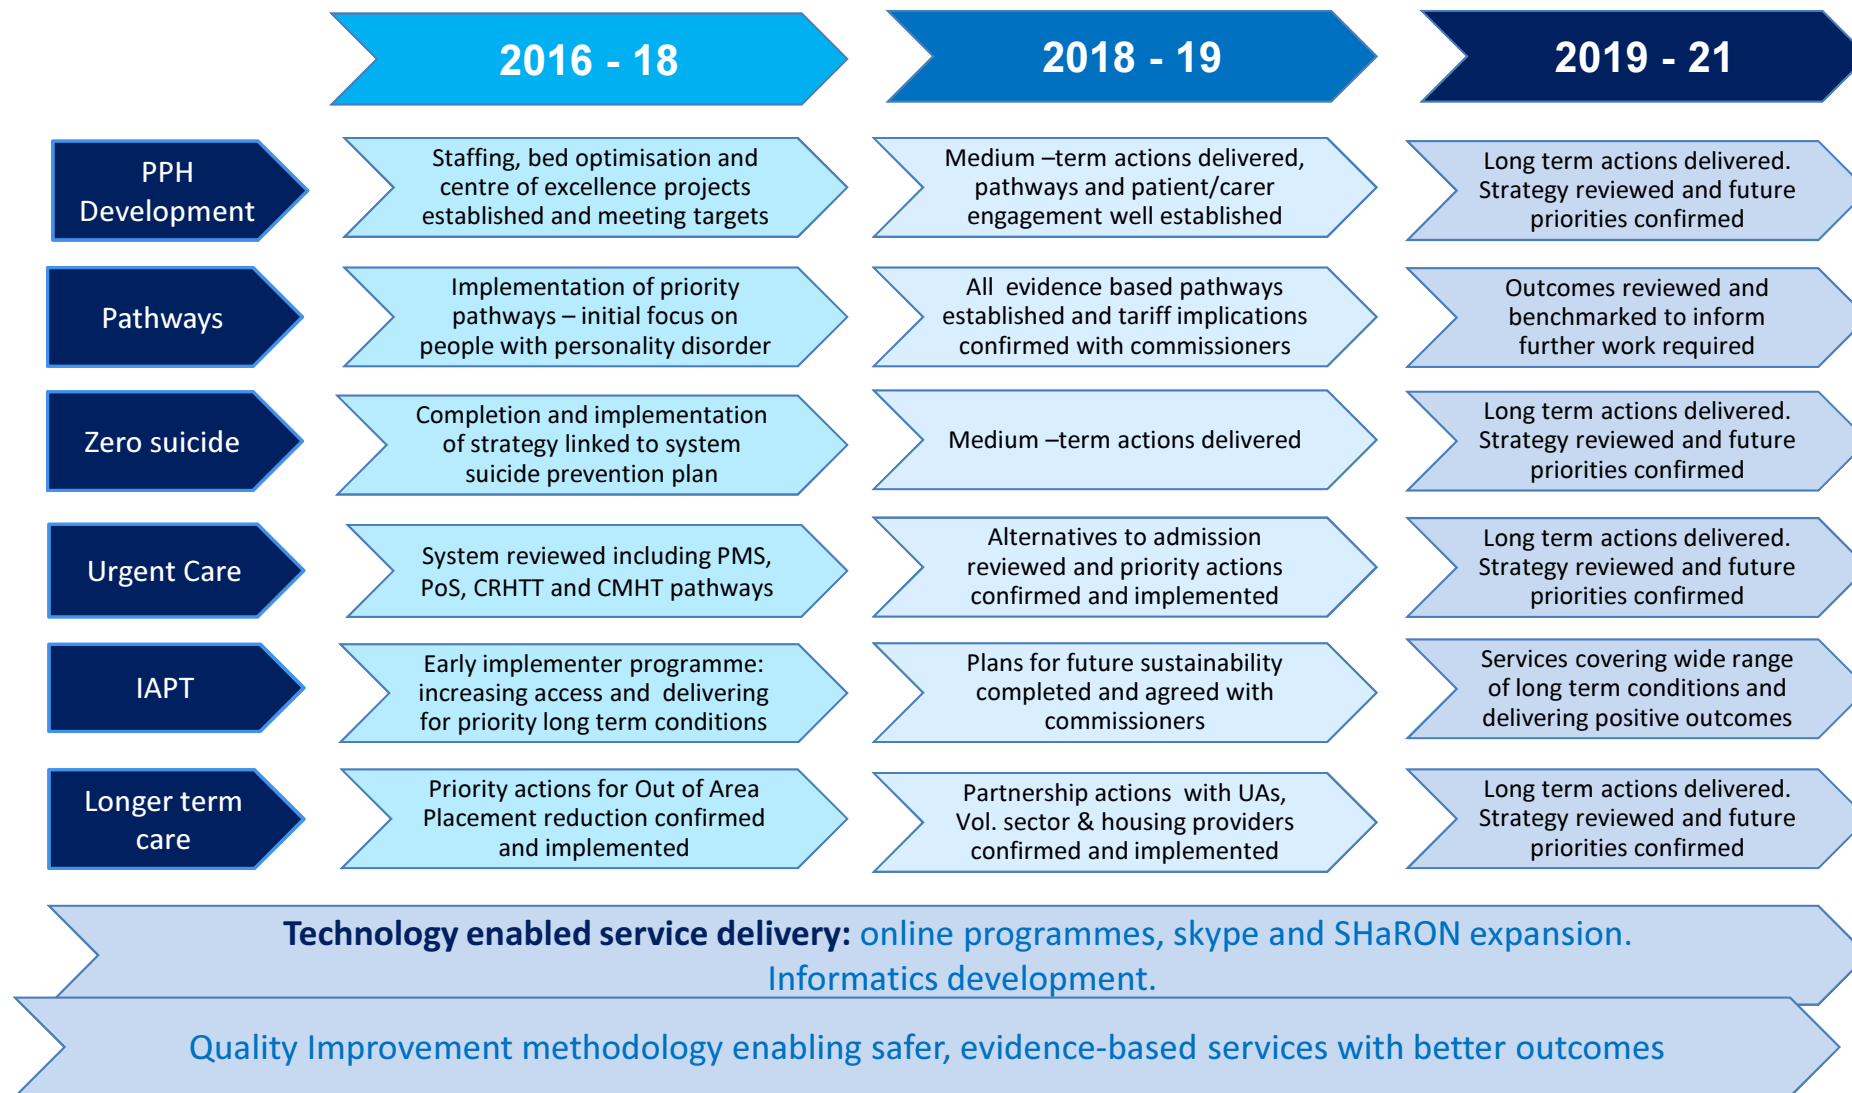 2016 - 18
2018 - 19
2019 - 21
PPH
Development
Staffing, bed optimisation and
centre of excellence projects
established and meeting targets
Medium –term actions delivered,
pathways and patient/carer
engagement well established
Long term actions delivered.
Strategy reviewed and future
priorities confirmed
Pathways
Implementation of priority
pathways – initial focus on
people with personality disorder
All evidence based pathways
established and tariff implications
confirmed with commissioners
Outcomes reviewed and
benchmarked to inform
further work required
Zero suicide
Completion and implementation
of strategy linked to system
suicide prevention plan
Medium –term actions delivered
Long term actions delivered.
Strategy reviewed and future
priorities confirmed
Urgent Care
System reviewed including PMS,
PoS, CRHTT and CMHT pathways
Alternatives to admission
reviewed and priority actions
confirmed and implemented
Long term actions delivered.
Strategy reviewed and future
priorities confirmed
IAPT
Early implementer programme:
increasing access and delivering
for priority long term conditions
Plans for future sustainability
completed and agreed with
commissioners
Services covering wide range
of long term conditions and
delivering positive outcomes
Longer term
care
Priority actions for Out of Area
Placement reduction confirmed
and implemented
Partnership actions with UAs,
Vol. sector & housing providers
confirmed and implemented
Long term actions delivered.
Strategy reviewed and future
priorities confirmed
Technology enabled service delivery: online programmes, skype and SHaRON expansion.
Informatics development.
Quality Improvement methodology enabling safer, evidence-based services with better outcomes